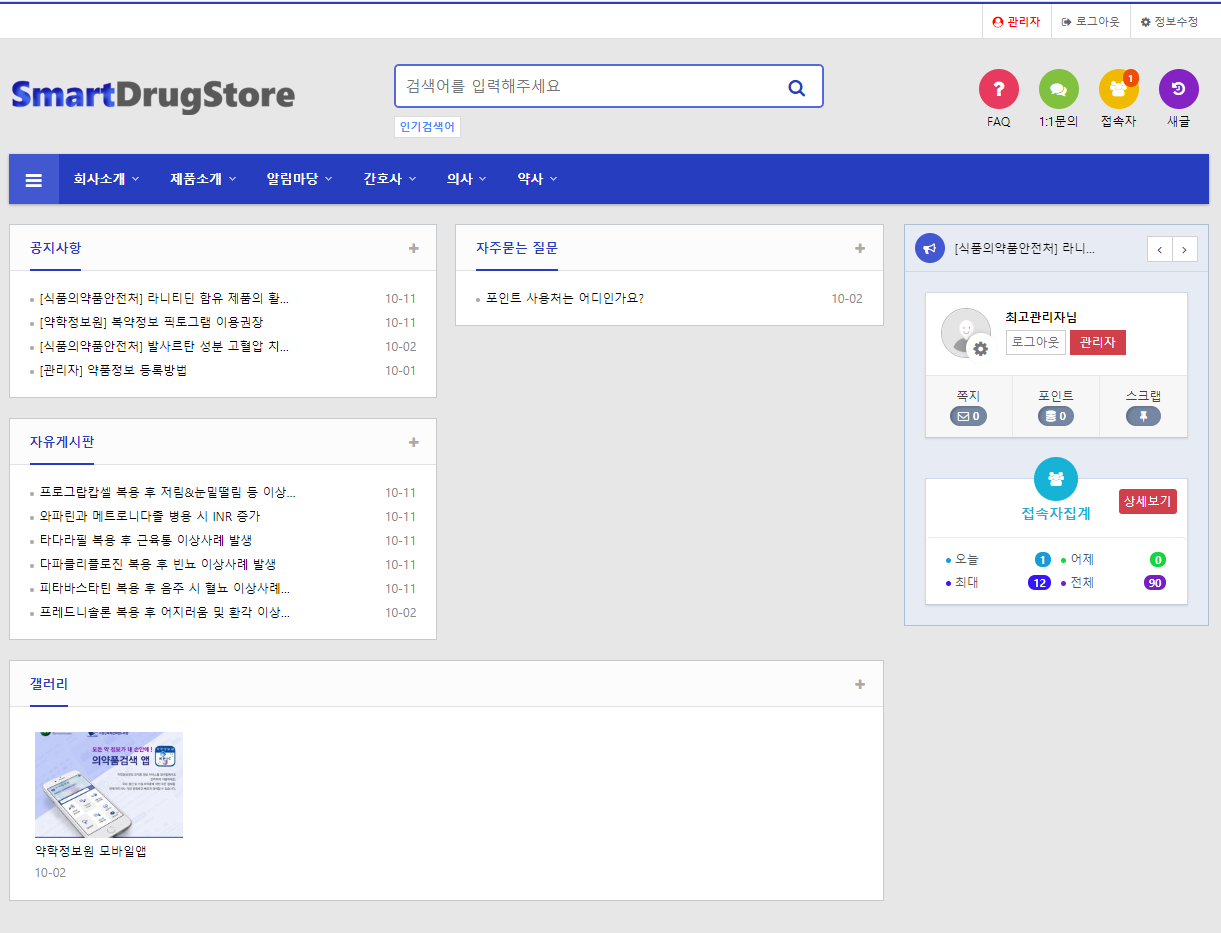 관리자 로그아웃 정보수정
SmartDrugStore
검색어를 입력해주세요
인기검색어
? 1
FAQ 1:1문의 접속자 새글
회사소개 제품소개 알림마당 간호사 의사 약사
공지사항 +
[식품의약품안전처] 라니티딘 함유 제품의 활... 10-11
[약학정보원] 복약정보 픽토그램 이용권장 10-11
[식품의약품안전처] 발사르탄 성분 고혈압 치... 10-02
[관리자] 약품정보 등록방법 10-01
자주묻는 질문 +
포인트 사용처는 어디인가요? 10-02
[식품의약품안전처] 라니...
최고관리자님
로그아웃 관리자
쪽지 포인트 스크랩
0 0
접속자집계 상세보기
오늘 1 어제 0
최대 12 전체 90
자유게시판 +
프로그랍캅셀 복용 후 저림&눈밑떨림 등 이상... 10-11
와파린과 메트로니다졸 병용 시 INR 증가 10-11
타다라필 복용 후 근육통 이상사례 발생 10-11
다파클리플로진 복용 후 빈뇨 이상사례 발생 10-11
피타바스타틴 복용 후 음주 시 혈뇨 이상사례... 10-11
프레드니솔론 복용 후 어지러움 및 환각 이상... 10-02
갤러리 +
모든 약 정보가 내 손안에!
의약품검색 앱
약학정보원 모바일앱
10-02